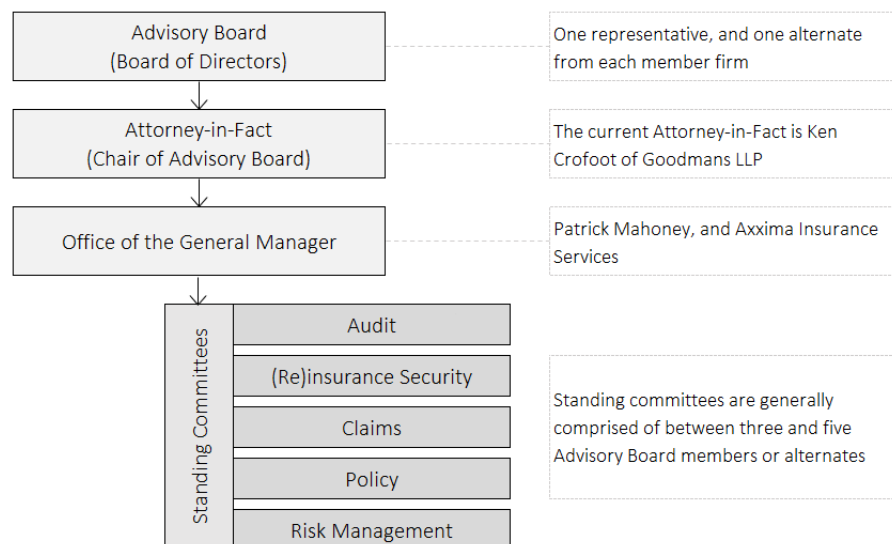 Advisory Board
(Board of Directors)
One representative, and one alternate
from each member firm
Attorney-in-Fact
(Chair of Advisory Board)
The current Attorney-in-Fact is Ken
Crofoot of Goodmans LLP
Office of the General Manager
Patrick Mahoney, and Axxima Insurance
Services
Standing Committees
Audit
(Re)insurance Security
Claims
Policy
Risk Management
Standing committees are generally
comprised of between three and five
Advisory Board members or alternates